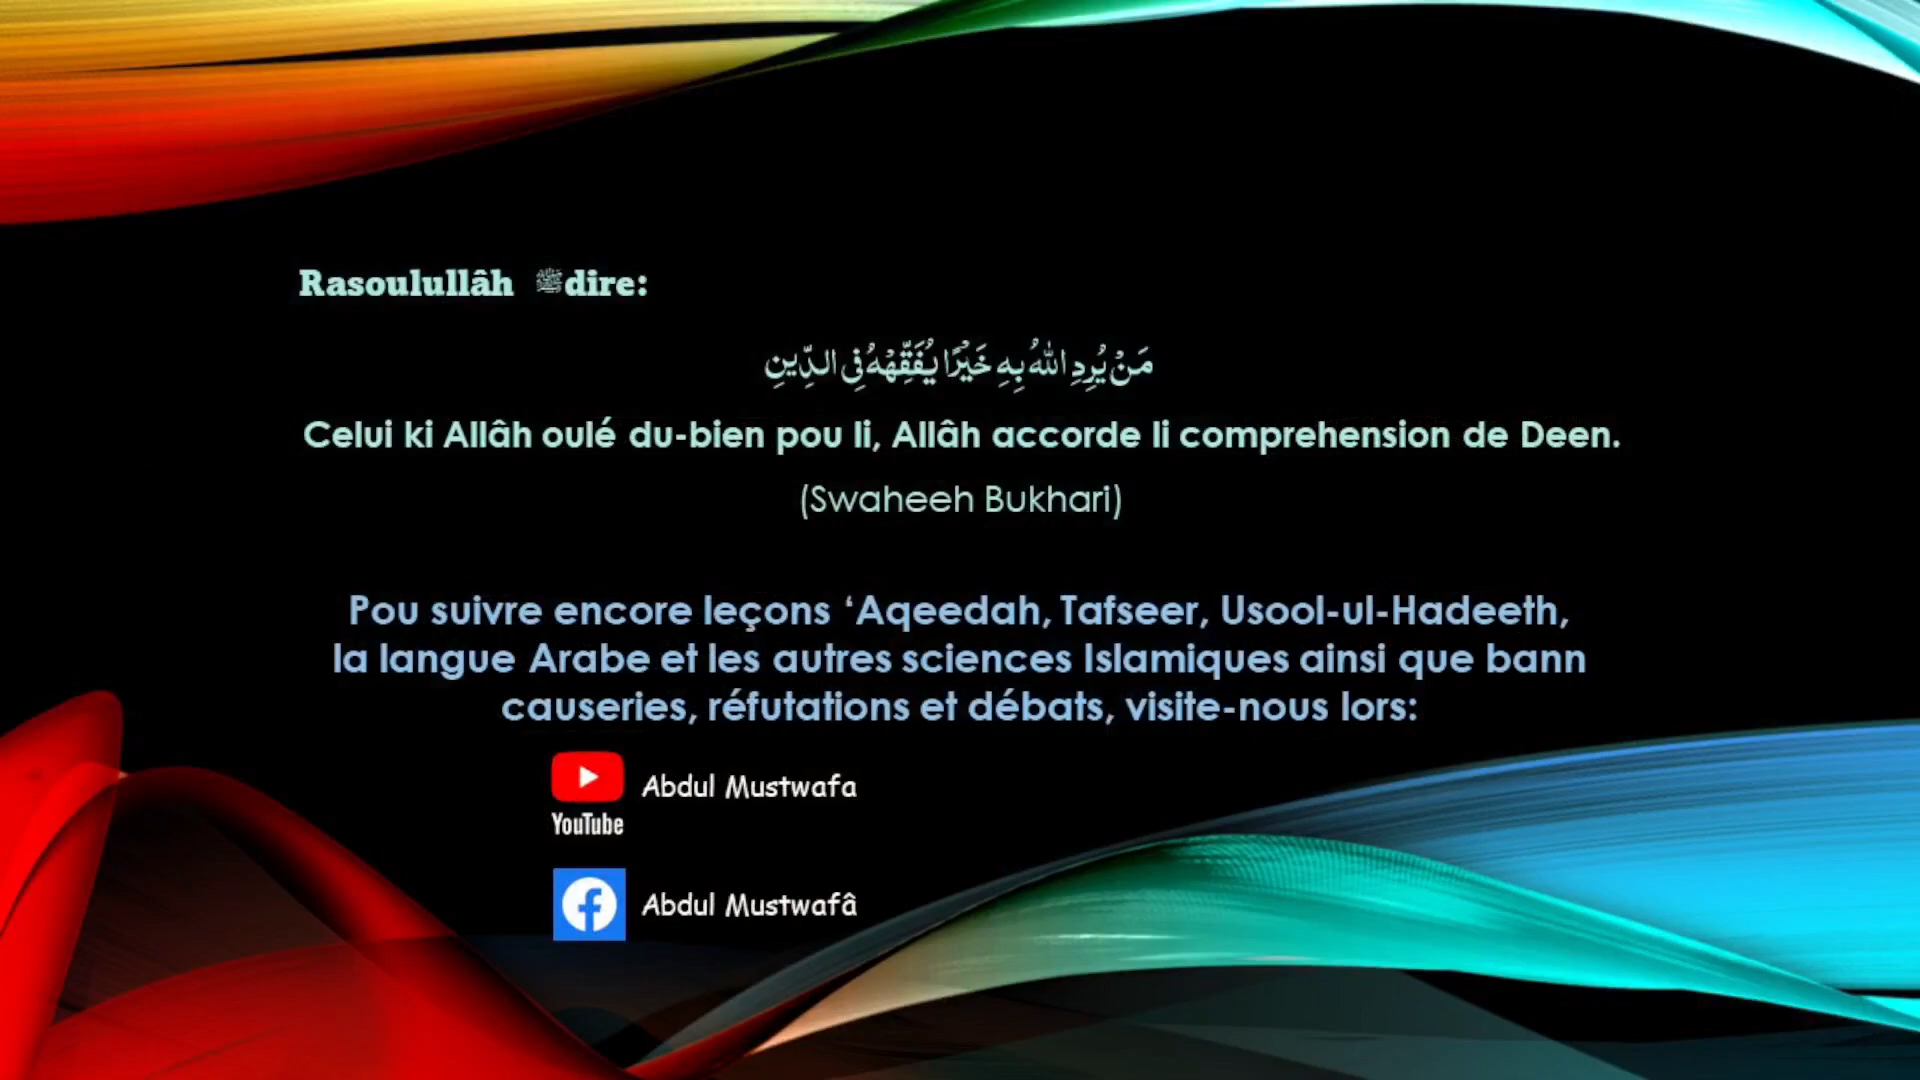 Rasoulullâh ﷺ dire:
مَنْ يُرِدِ اللهُ بِهِ خَيْرًا يُفَقِّهْهُ فِى الدِّينِ
Celui ki Allâh oulé du-bien pou li, Allâh accorde li comprehension de Deen.
(Swaheeh Bukhari)
Pou suivre encore leçons ‘Aqeedah, Tafseer, Usool-ul-Hadeeth,
la langue Arabe et les autres sciences Islamiques ainsi que bann
causeries, réfutations et débats, visite-nous lors:
Abdul Mustwafa
YouTube
Abdul Mustwafâ